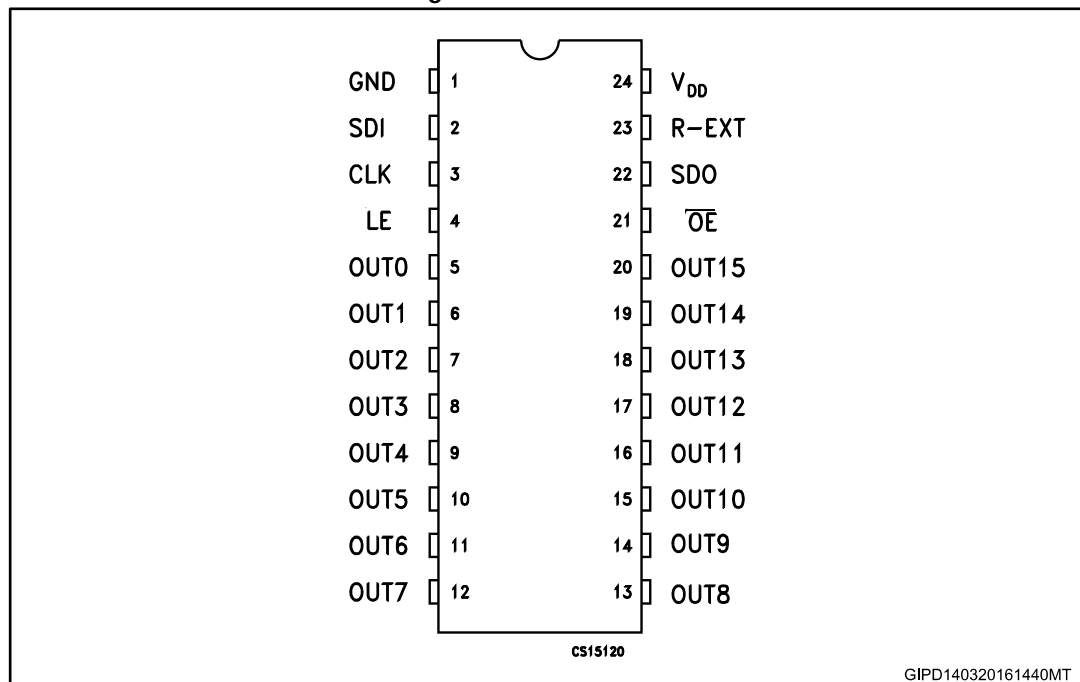 GND 1 24 VDD
SDI 2 23 R-EXT
CLK 3 22 SDO
LE 4 21 OE
OUT0 5 20 OUT15
OUT1 6 19 OUT14
OUT2 7 18 OUT13
OUT3 8 17 OUT12
OUT4 9 16 OUT11
OUT5 10 15 OUT10
OUT6 11 14 OUT9
OUT7 12 13 OUT8
CS15120
GIPD140320161440MT